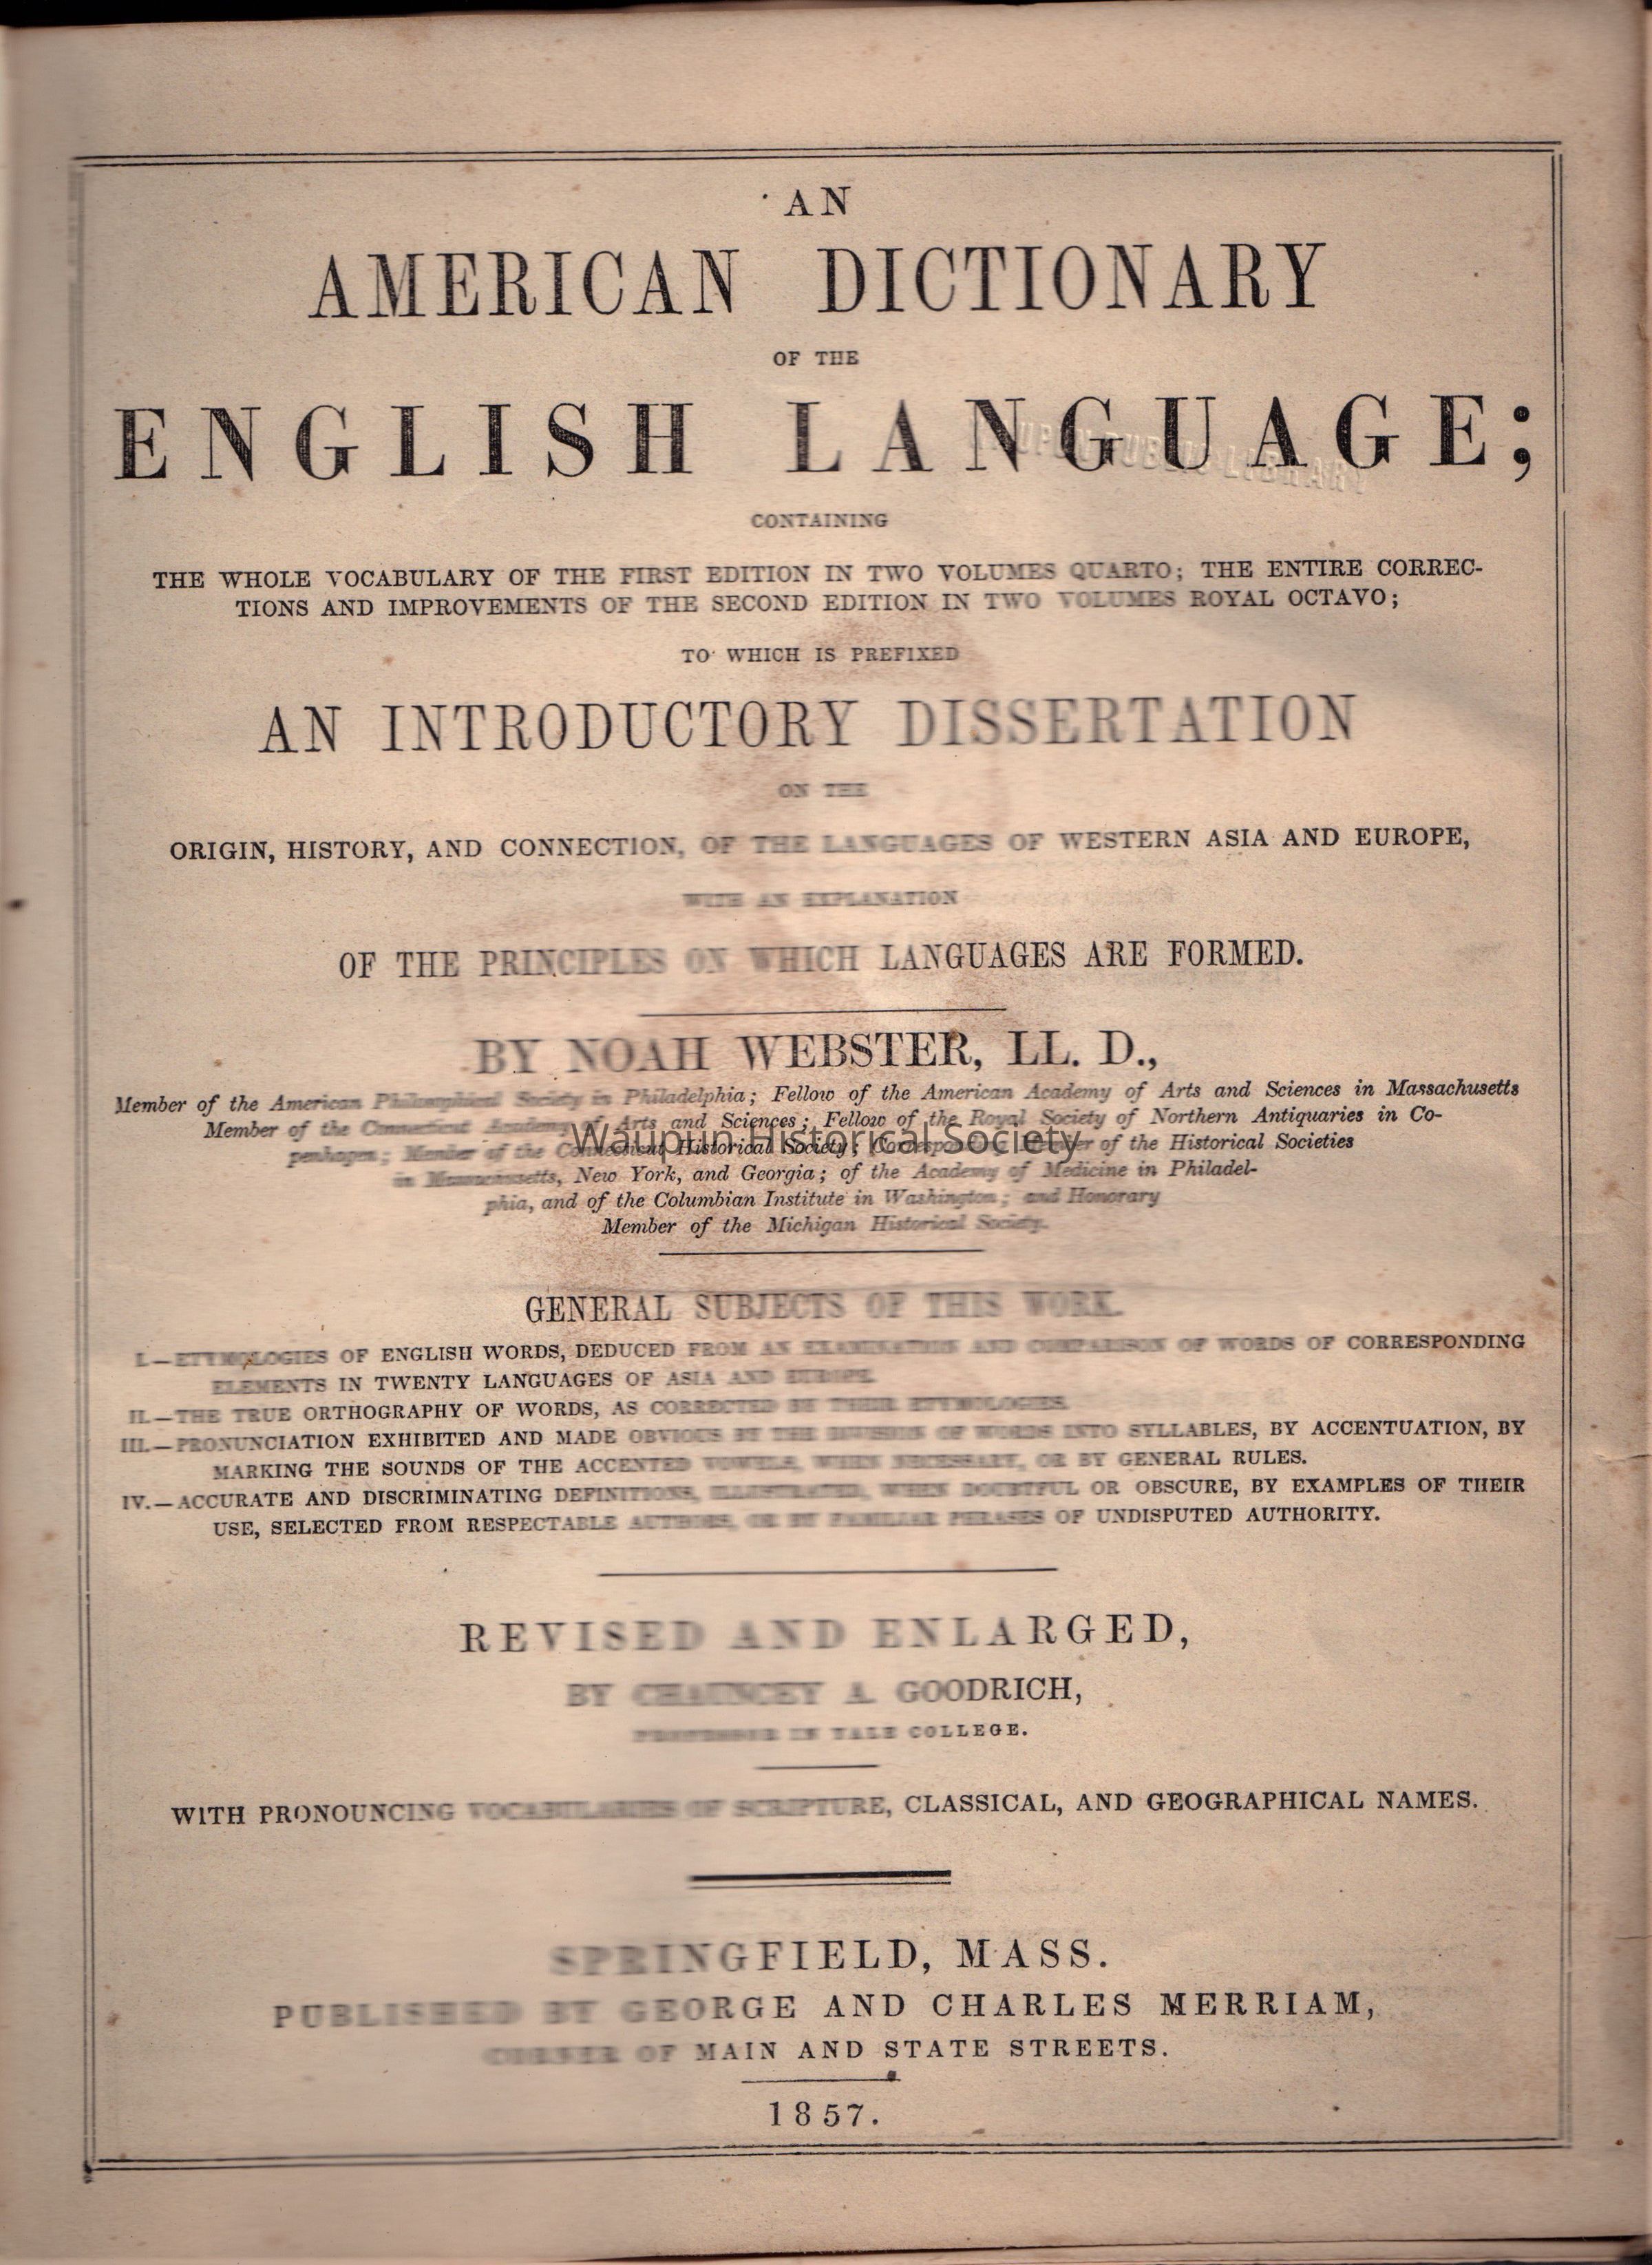 AN
AMERICAN DICTIONARY
OF THE
ENGLISH LANGUAGE;
CONTAINING
THE WHOLE VOCABULARY OF THE FIRST EDITION IN TWO VOLUMES QUARTO; THE ENTIRE CORREC-
TIONS AND IMPROVEMENTS OF THE SECOND EDITION IN TWO VOLUMES ROYAL OCTAVO;
TO WHICH IS PREFIXED
AN INTRODUCTORY DISSERTATION
ON THE
ORIGIN, HISTORY, AND CONNECTION, OF THE LANGUAGES OF WESTERN ASIA AND EUROPE,
WITH AN EXPLANATION
OF THE PRINCIPLES ON WHICH LANGUAGES ARE FORMED.
BY NOAH WEBSTER, LL. D.,
Member of the American Philosophical Society in Philadelphia; Fellow of the American Academy of Arts and Sciences in Massachusetts
Member of the Connecticut Academy of Arts and Sciences; Fellow of the Royal Society of Northern Antiquaries in Co-
penhagen; Member of the Connecticut Historical Society; of the Historical Societies
in Massachusetts, New York, and Georgia; of the Academy of Medicine in Philadel-
phia, and of the Columbian Institute in Washington; and Honorary
Member of the Michigan Historical Society.
Waupun Historical Society
GENERAL SUBJECTS OF THIS WORK.
I.—ETYMOLOGIES OF ENGLISH WORDS, DEDUCED FROM AN EXAMINATION AND COMPARISON OF WORDS OF CORRESPONDING
ELEMENTS IN TWENTY LANGUAGES OF ASIA AND EUROPE.
II.—THE TRUE ORTHOGRAPHY OF WORDS, AS CORRECTED BY THEIR ETYMOLOGIES.
III.—PRONUNCIATION EXHIBITED AND MADE OBVIOUS BY THE DIVISION OF WORDS INTO SYLLABLES, BY ACCENTUATION, BY
MARKING THE SOUNDS OF THE ACCENTED VOWELS, WHEN NECESSARY, OR BY GENERAL RULES.
IV.—ACCURATE AND DISCRIMINATING DEFINITIONS, ILLUSTRATED, WHEN DOUBTFUL OR OBSCURE, BY EXAMPLES OF THEIR
USE, SELECTED FROM RESPECTABLE AUTHORS, OR BY FAMILIAR PHRASES OF UNDISPUTED AUTHORITY.
REVISED AND ENLARGED,
BY CHAUNCEY A. GOODRICH,
PROFESSOR IN YALE COLLEGE.
WITH PRONOUNCING VOCABULARIES OF SCRIPTURE, CLASSICAL, AND GEOGRAPHICAL NAMES.
SPRINGFIELD, MASS.
PUBLISHED BY GEORGE AND CHARLES MERRIAM,
CORNER OF MAIN AND STATE STREETS.
1857.